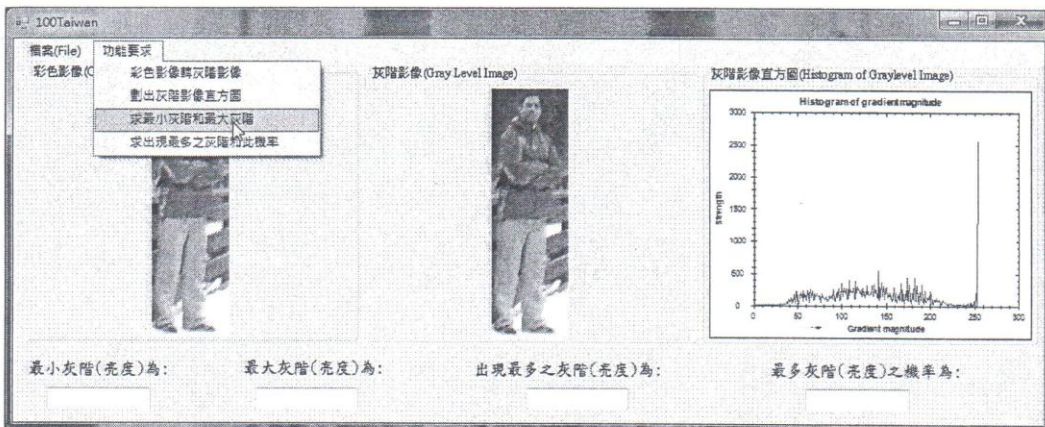 100Taiwan
檔案(File) 功能要求
彩色影像(C
彩色影像轉灰階影像
劃出灰階影像直方圖
求最小灰階和最大灰階
求出現最多之灰階和此機率
灰階影像(Gray Level Image)
灰階影像直方圖(Histogram of Graylevel Image)
Histogram of gradient magnitude
Strength
3000
2500
2000
1500
1000
500
0
0 50 100 150 200 250 300
Gradient magnitude
最小灰階(亮度)為:
最大灰階(亮度)為:
出現最多之灰階(亮度)為:
最多灰階(亮度)之機率為: